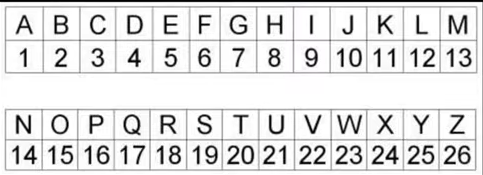 A B C D E F G H I J K L M
1 2 3 4 5 6 7 8 9 10 11 12 13
N O P Q R S T U V W X Y Z
14 15 16 17 18 19 20 21 22 23 24 25 26